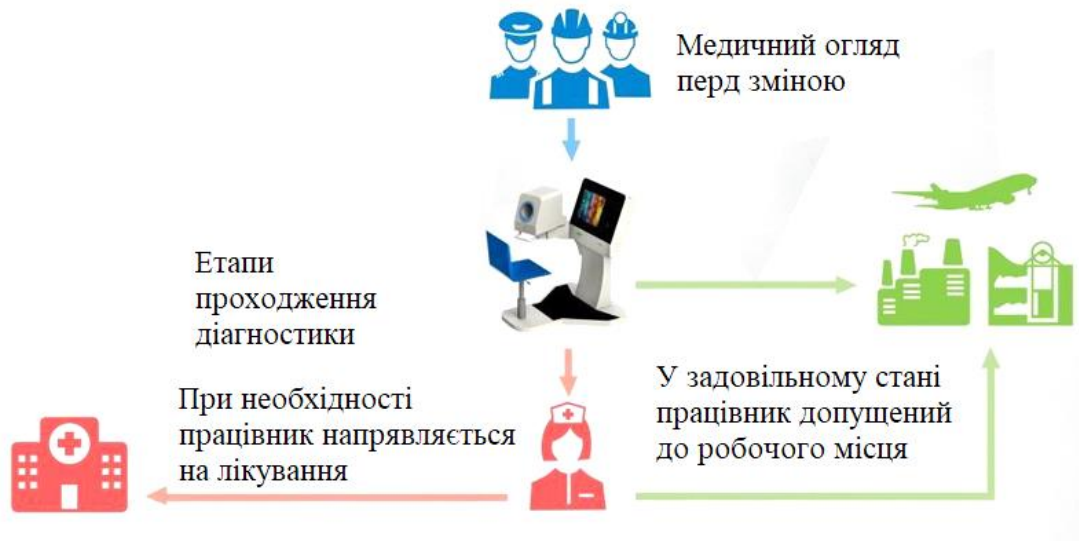 Медичний огляд
перд зміною
Етапи
проходження
діагностики
При необхідності
працівник напрявляється
на лікування
У задовільному стані
працівник допущений
до робочого місця